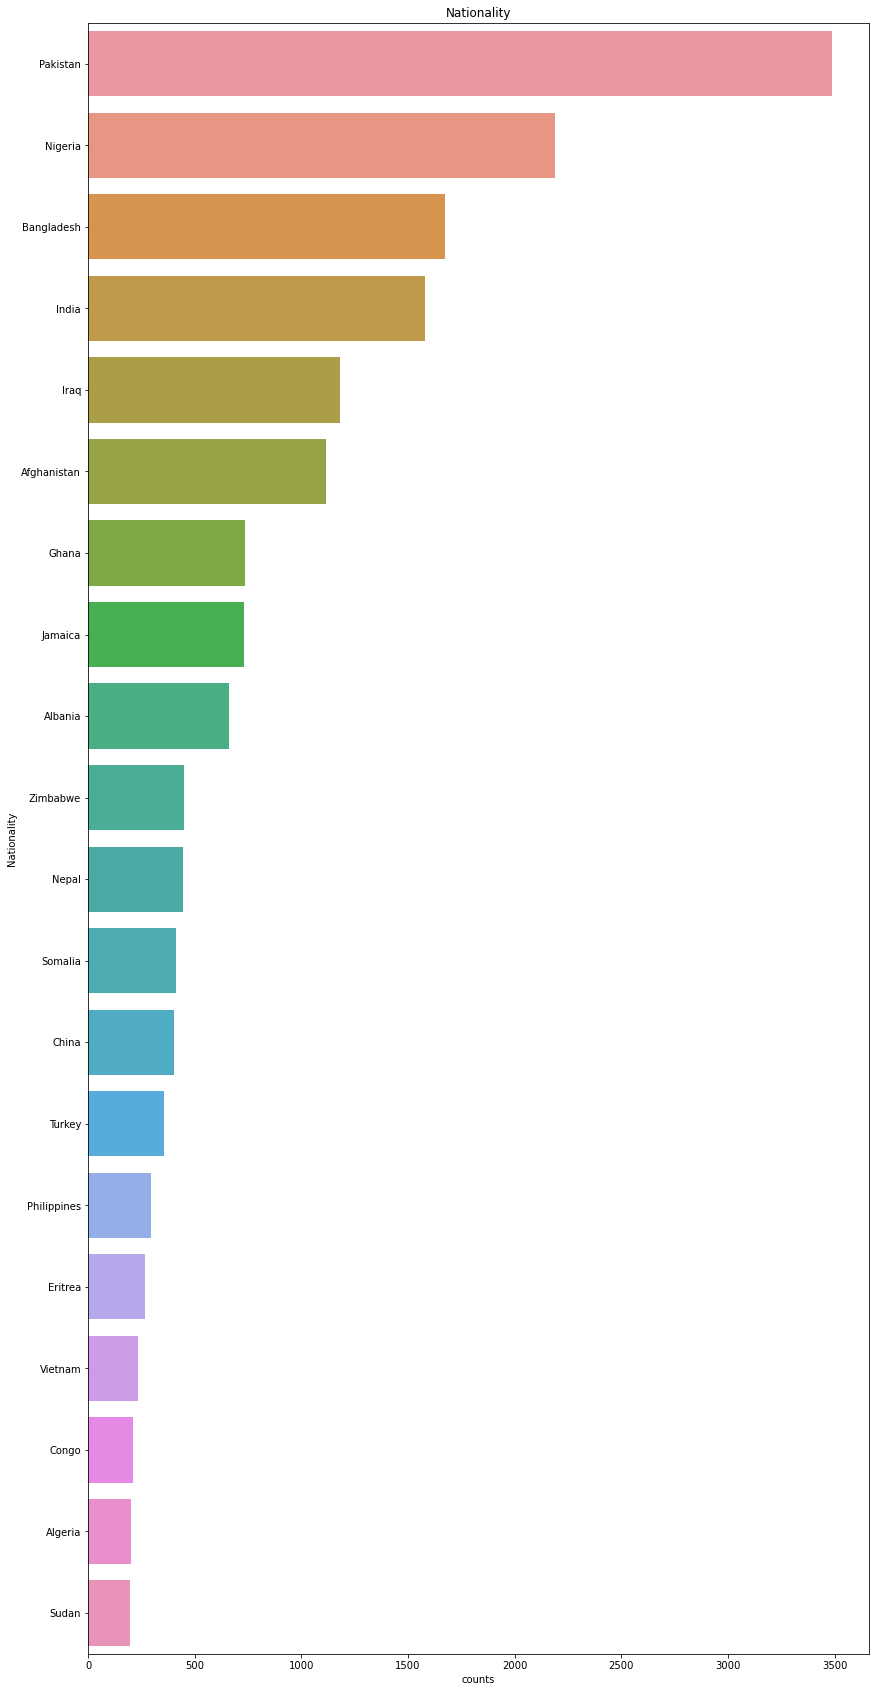 Nationality
Pakistan
Nigeria
Bangladesh
India
Iraq
Afghanistan
Ghana
Jamaica
Albania
Zimbabwe
Nationality
Nepal
Somalia
China
Turkey
Philippines
Eritrea
Vietnam
Congo
Algeria
Sudan
0 500 1000 1500 2000 2500 3000 3500
counts